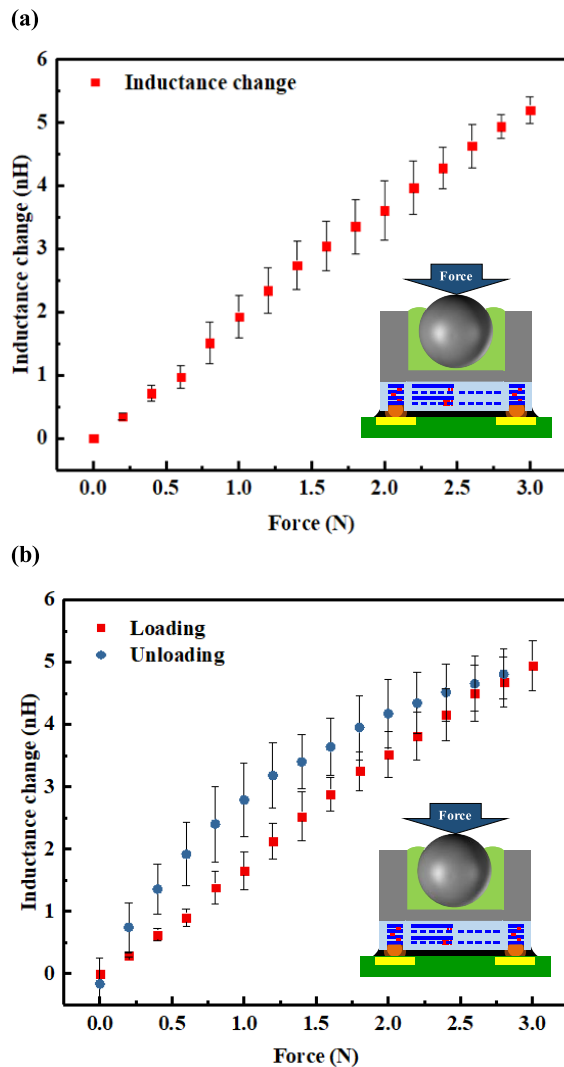 (a)
6
5
4
3
2
1
0
Inductance change (nH)
Inductance change
Force
0.0 0.5 1.0 1.5 2.0 2.5 3.0
Force (N)
(b)
6
5
4
3
2
1
0
Inductance change (nH)
Loading
Unloading
Force
0.0 0.5 1.0 1.5 2.0 2.5 3.0
Force (N)